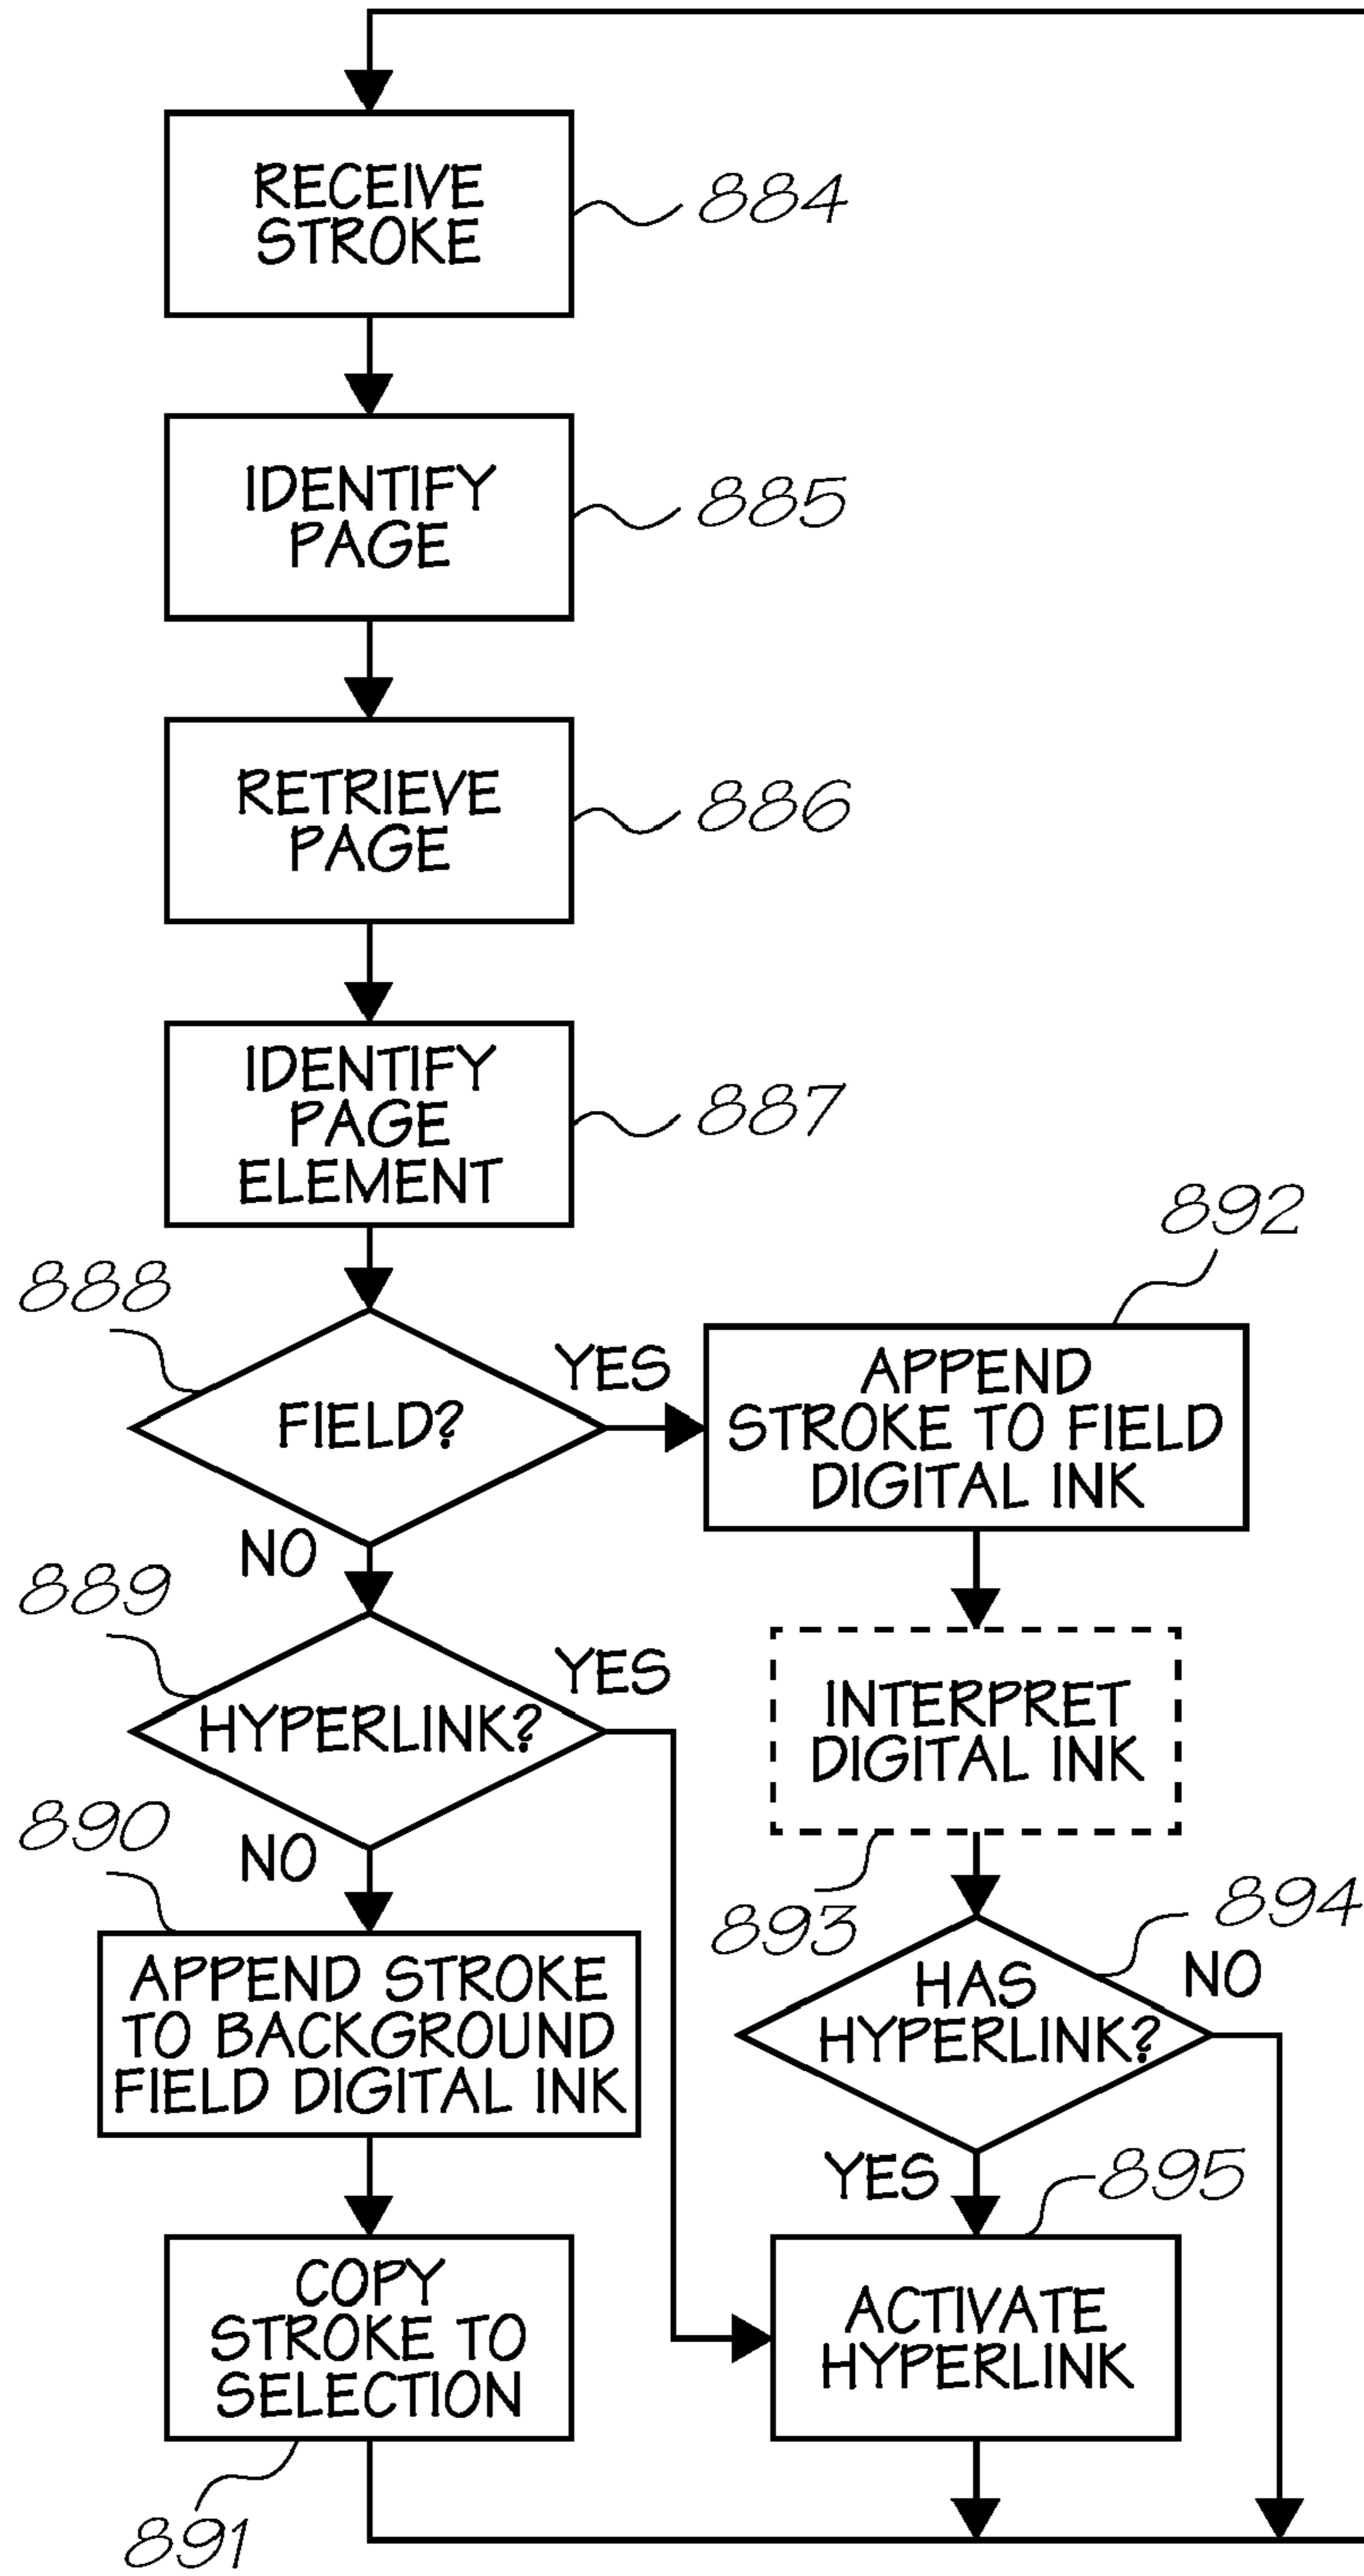 RECEIVE
STROKE
884
IDENTIFY
PAGE
885
RETRIEVE
PAGE
886
IDENTIFY
PAGE
ELEMENT
887
888
FIELD?
YES
NO
892
APPEND
STROKE TO FIELD
DIGITAL INK
889
HYPERLINK?
YES
NO
INTERPRET
DIGITAL INK
893
890
APPEND STROKE
TO BACKGROUND
FIELD DIGITAL INK
894
HAS
HYPERLINK?
NO
YES
895
COPY
STROKE TO
SELECTION
891
ACTIVATE
HYPERLINK